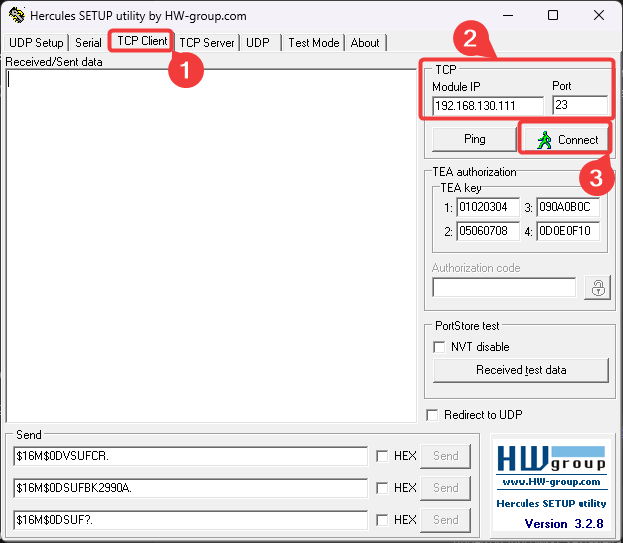 Hercules SETUP utility by HW-group.com
UDP Setup Serial TCP Client TCP Server UDP Test Mode About
1
2
3
Received/Sent data
TCP
Module IP Port
192.168.130.111 23
Ping Connect
TEA authorization
TEA key
1: 01020304 3: 090A0B0C
2: 05060708 4: 0D0E0F10
Authorization code
PortStore test
NVT disable
Received test data
Redirect to UDP
Send
$16M$0DVSUFCR. HEX Send
$16M$0DSUFBK2990A. HEX Send
$16M$0DSUF?. HEX Send
HW group
www.HW-group.com
Hercules SETUP utility
Version 3.2.8